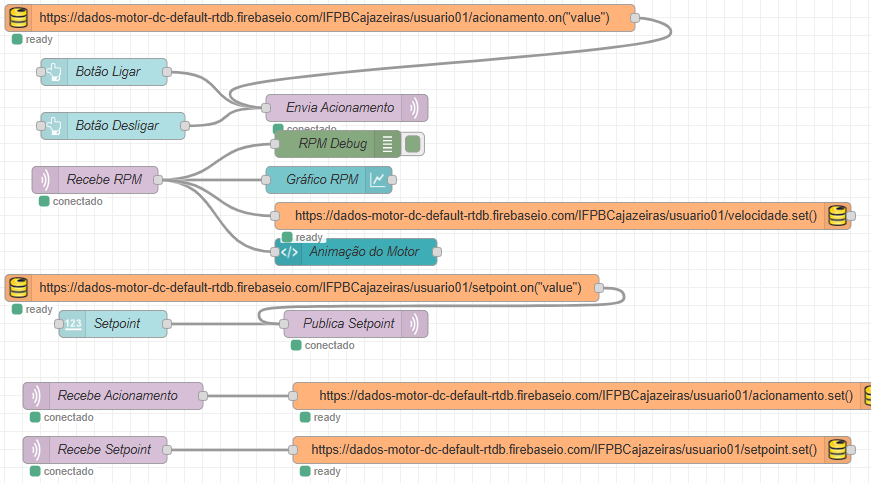 https://dados-motor-dc-default-rtdb.firebaseio.com/IFPBCajazeiras/usuario01/acionamento.on("value")
ready
Botão Ligar
Envia Acionamento
conectado
Botão Desligar
RPM Debug
Recebe RPM
conectado
Gráfico RPM
https://dados-motor-dc-default-rtdb.firebaseio.com/IFPBCajazeiras/usuario01/velocidade.set()
ready
Animação do Motor
https://dados-motor-dc-default-rtdb.firebaseio.com/IFPBCajazeiras/usuario01/setpoint.on("value")
ready
123
Setpoint
Publica Setpoint
conectado
Recebe Acionamento
conectado
https://dados-motor-dc-default-rtdb.firebaseio.com/IFPBCajazeiras/usuario01/acionamento.set()
ready
Recebe Setpoint
conectado
https://dados-motor-dc-default-rtdb.firebaseio.com/IFPBCajazeiras/usuario01/setpoint.set()
ready